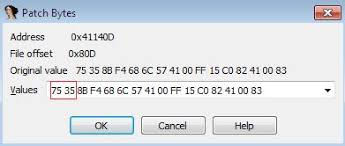 Patch Bytes
Address 0x41140D
File offset 0x80D
Original value 75 35 8B F4 68 6C 57 41 00 FF 15 C0 82 41 00 83
Values 75 35 8B F4 68 6C 57 41 00 FF 15 C0 82 41 00 83
OK Cancel Help